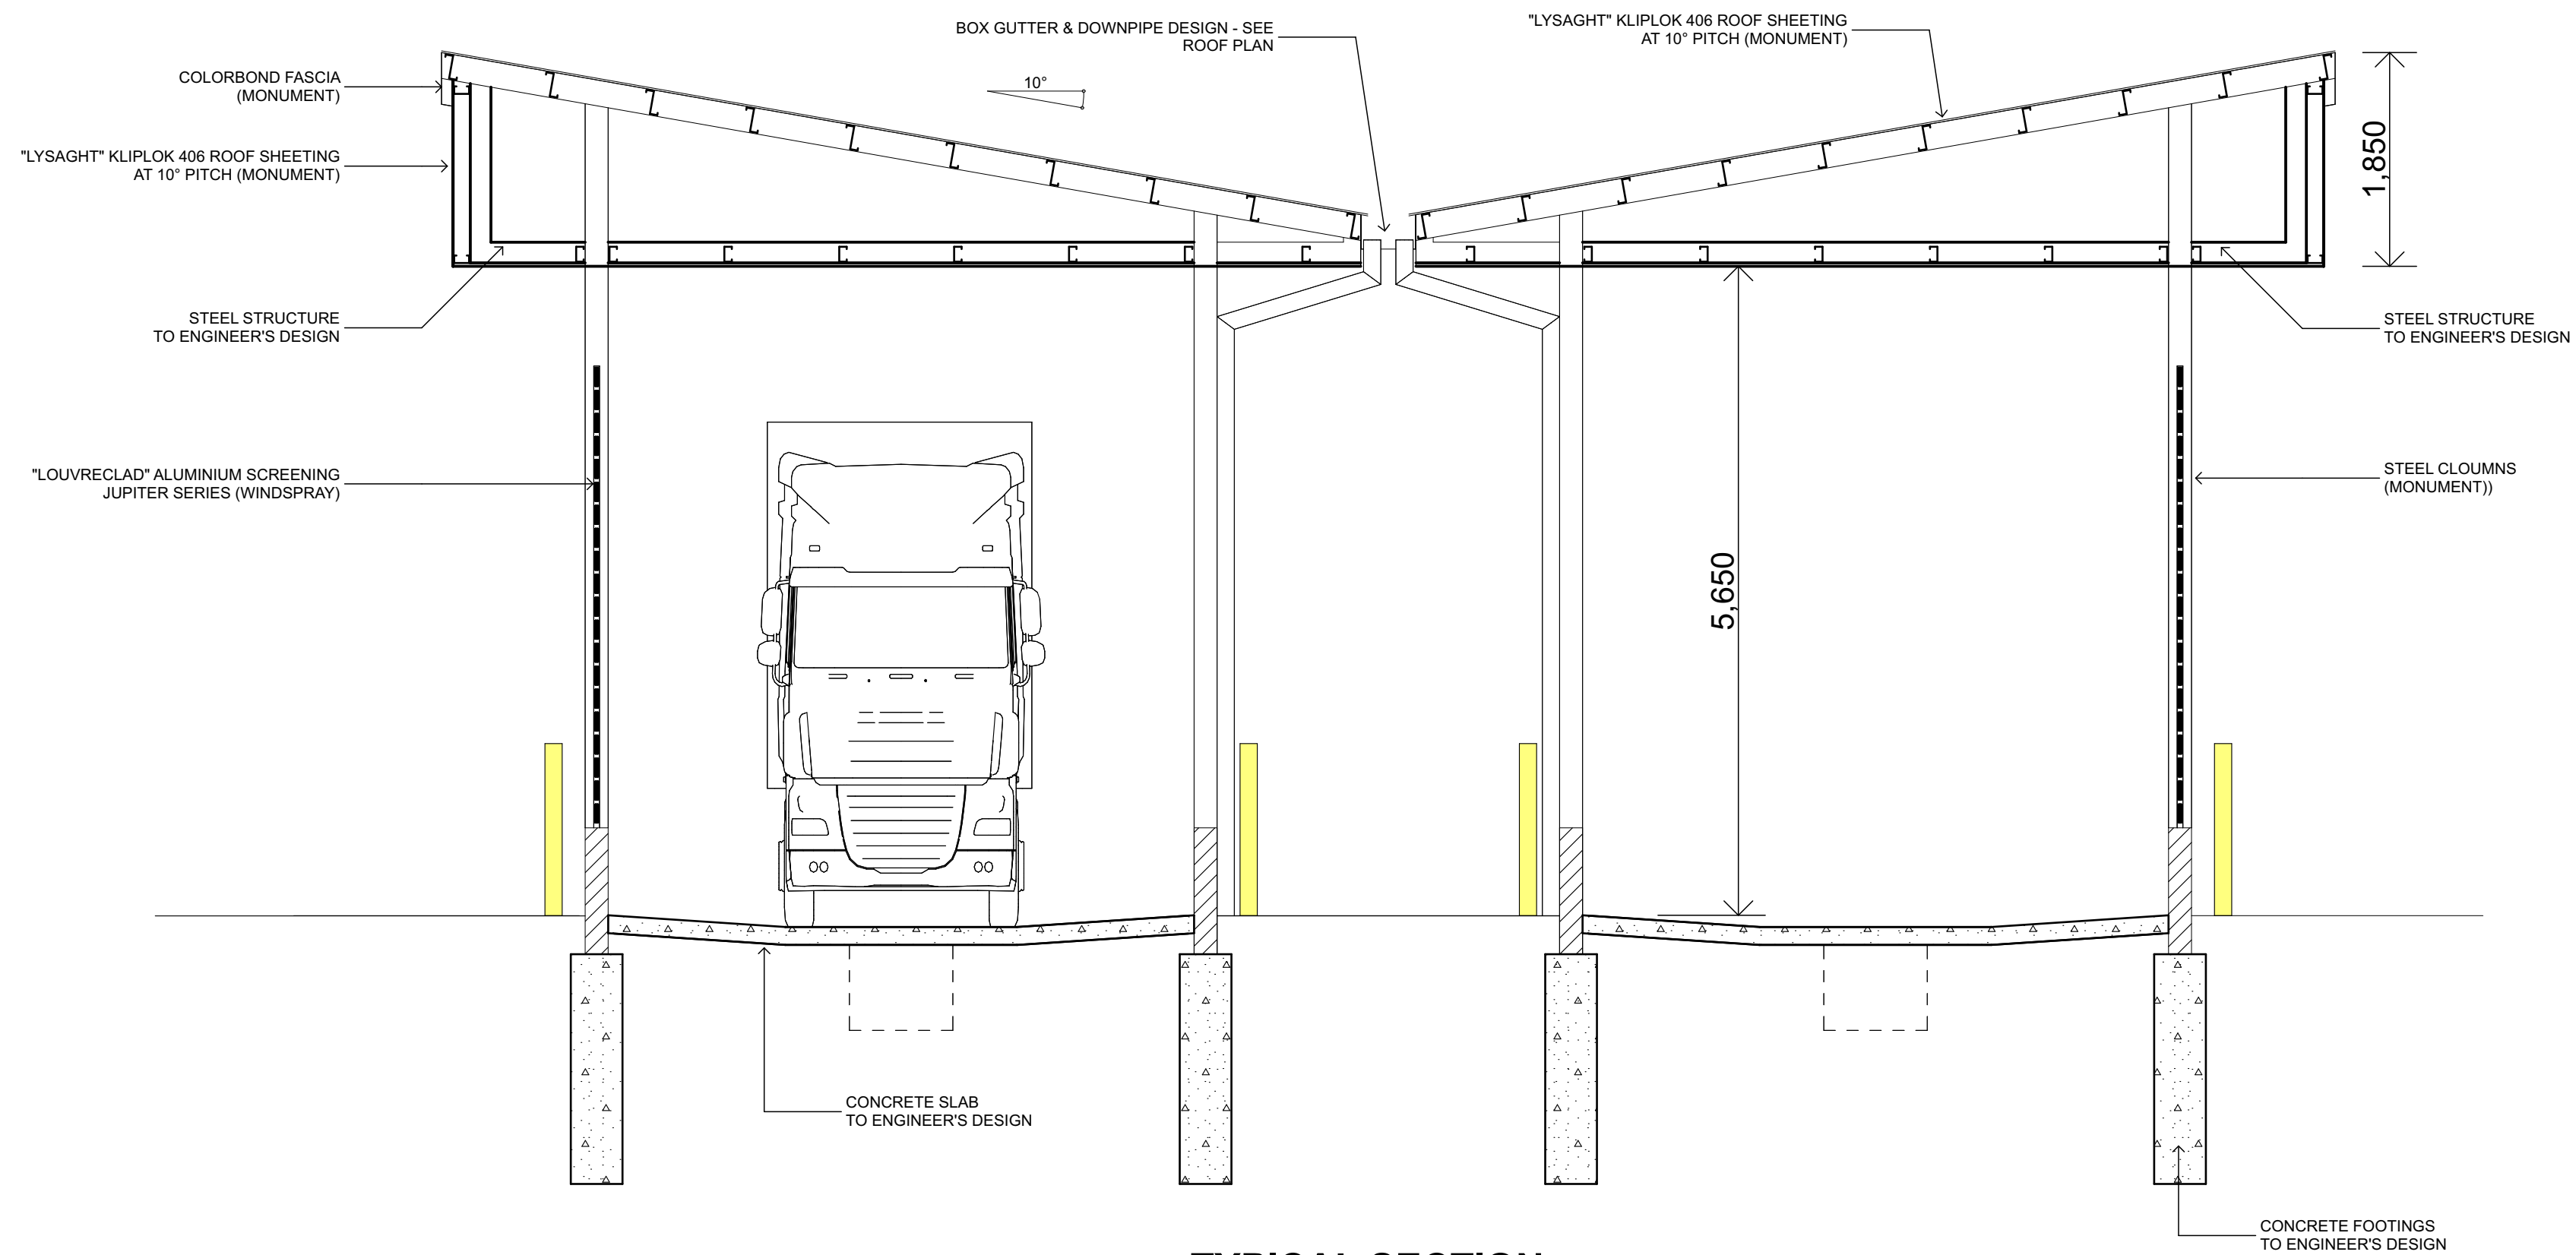 BOX GUTTER & DOWNPIPE DESIGN - SEE
ROOF PLAN
"LYSAGHT" KLIPLOK 406 ROOF SHEETING
AT 10° PITCH (MONUMENT)
COLORBOND FASCIA
(MONUMENT)
10°
1,850
"LYSAGHT" KLIPLOK 406 ROOF SHEETING
AT 10° PITCH (MONUMENT)
STEEL STRUCTURE
TO ENGINEER'S DESIGN
STEEL STRUCTURE
TO ENGINEER'S DESIGN
"LOUVRECLAD" ALUMINIUM SCREENING
JUPITER SERIES (WINDSPRAY)
STEEL CLOUMNS
(MONUMENT))
5,650
CONCRETE SLAB
TO ENGINEER'S DESIGN
CONCRETE FOOTINGS
TO ENGINEER'S DESIGN
TYPICAL SECTION